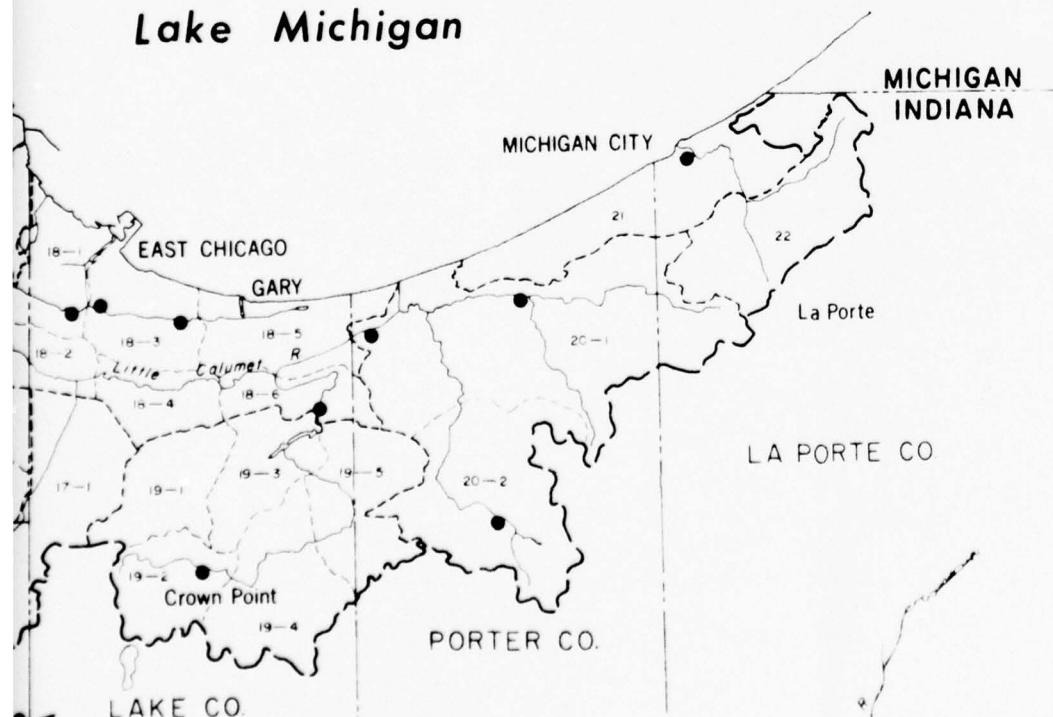 Lake Michigan
MICHIGAN
INDIANA
MICHIGAN CITY
21
22
18-1
EAST CHICAGO
GARY
La Porte
18-2
18-3
18-5
20-1
Little Calumet R
18-4
18-6
LA PORTE CO.
17-1
19-1
19-3
19-5
20-2
19-2
Crown Point
19-4
PORTER CO.
LAKE CO.
R